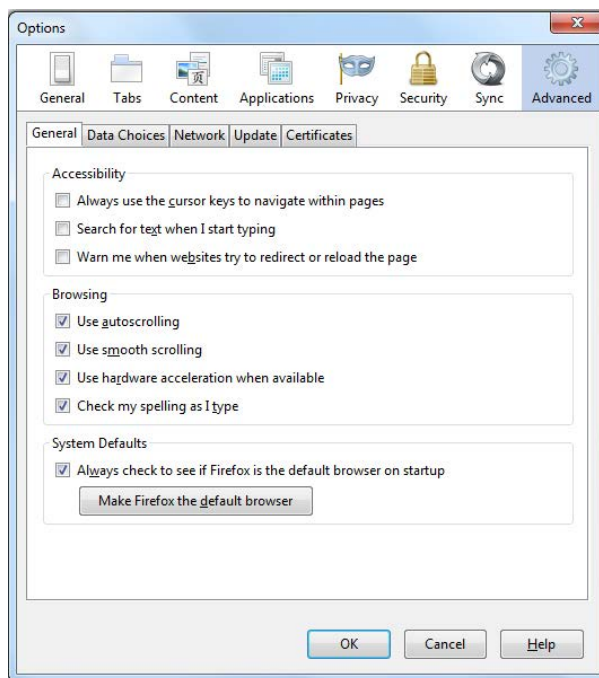 Options
General Tabs Content Applications Privacy Security Sync Advanced
General Data Choices Network Update Certificates
Accessibility
Always use the cursor keys to navigate within pages
Search for text when I start typing
Warn me when websites try to redirect or reload the page
Browsing
Use autoscrolling
Use smooth scrolling
Use hardware acceleration when available
Check my spelling as I type
System Defaults
Always check to see if Firefox is the default browser on startup
Make Firefox the default browser
OK Cancel Help